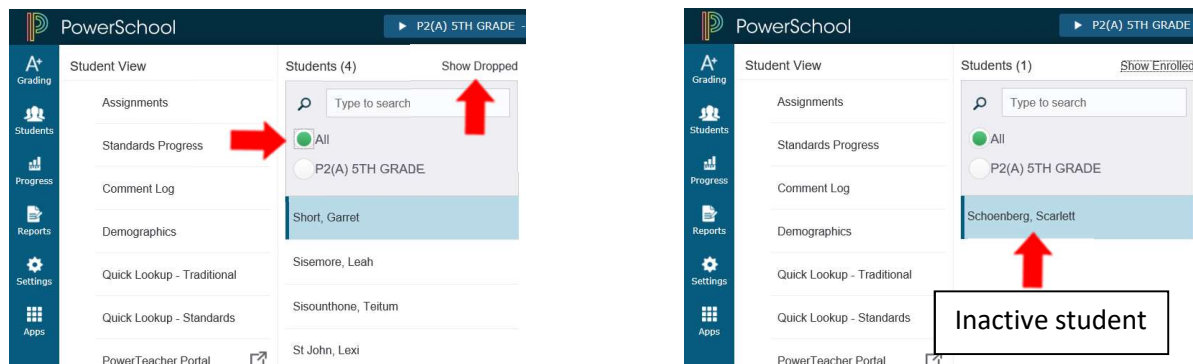 PowerSchool
P2(A) 5TH GRADE -
A+
Grading
Students
Progress
Reports
Settings
Apps
Student View
Assignments
Standards Progress
Comment Log
Demographics
Quick Lookup - Traditional
Quick Lookup - Standards
PowerTeacher Portal
Students (4) Show Dropped
Type to search
All
P2(A) 5TH GRADE
Short, Garret
Sisemore, Leah
Sisounthone, Teitum
St John, Lexi
PowerSchool
P2(A) 5TH GRADE
A+
Grading
Students
Progress
Reports
Settings
Apps
Student View
Assignments
Standards Progress
Comment Log
Demographics
Quick Lookup - Traditional
Quick Lookup - Standards
PowerTeacher Portal
Students (1) Show Enrolled
Type to search
All
P2(A) 5TH GRADE
Schoenberg, Scarlett
Inactive student